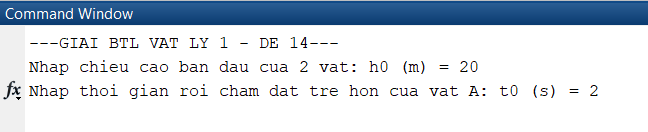 Command Window
---GIAI BTL VAT LY 1 - DE 14---
Nhap chieu cao ban dau cua 2 vat: h0 (m) = 20
fx Nhap thoi gian roi cham dat tre hon cua vat A: t0 (s) = 2